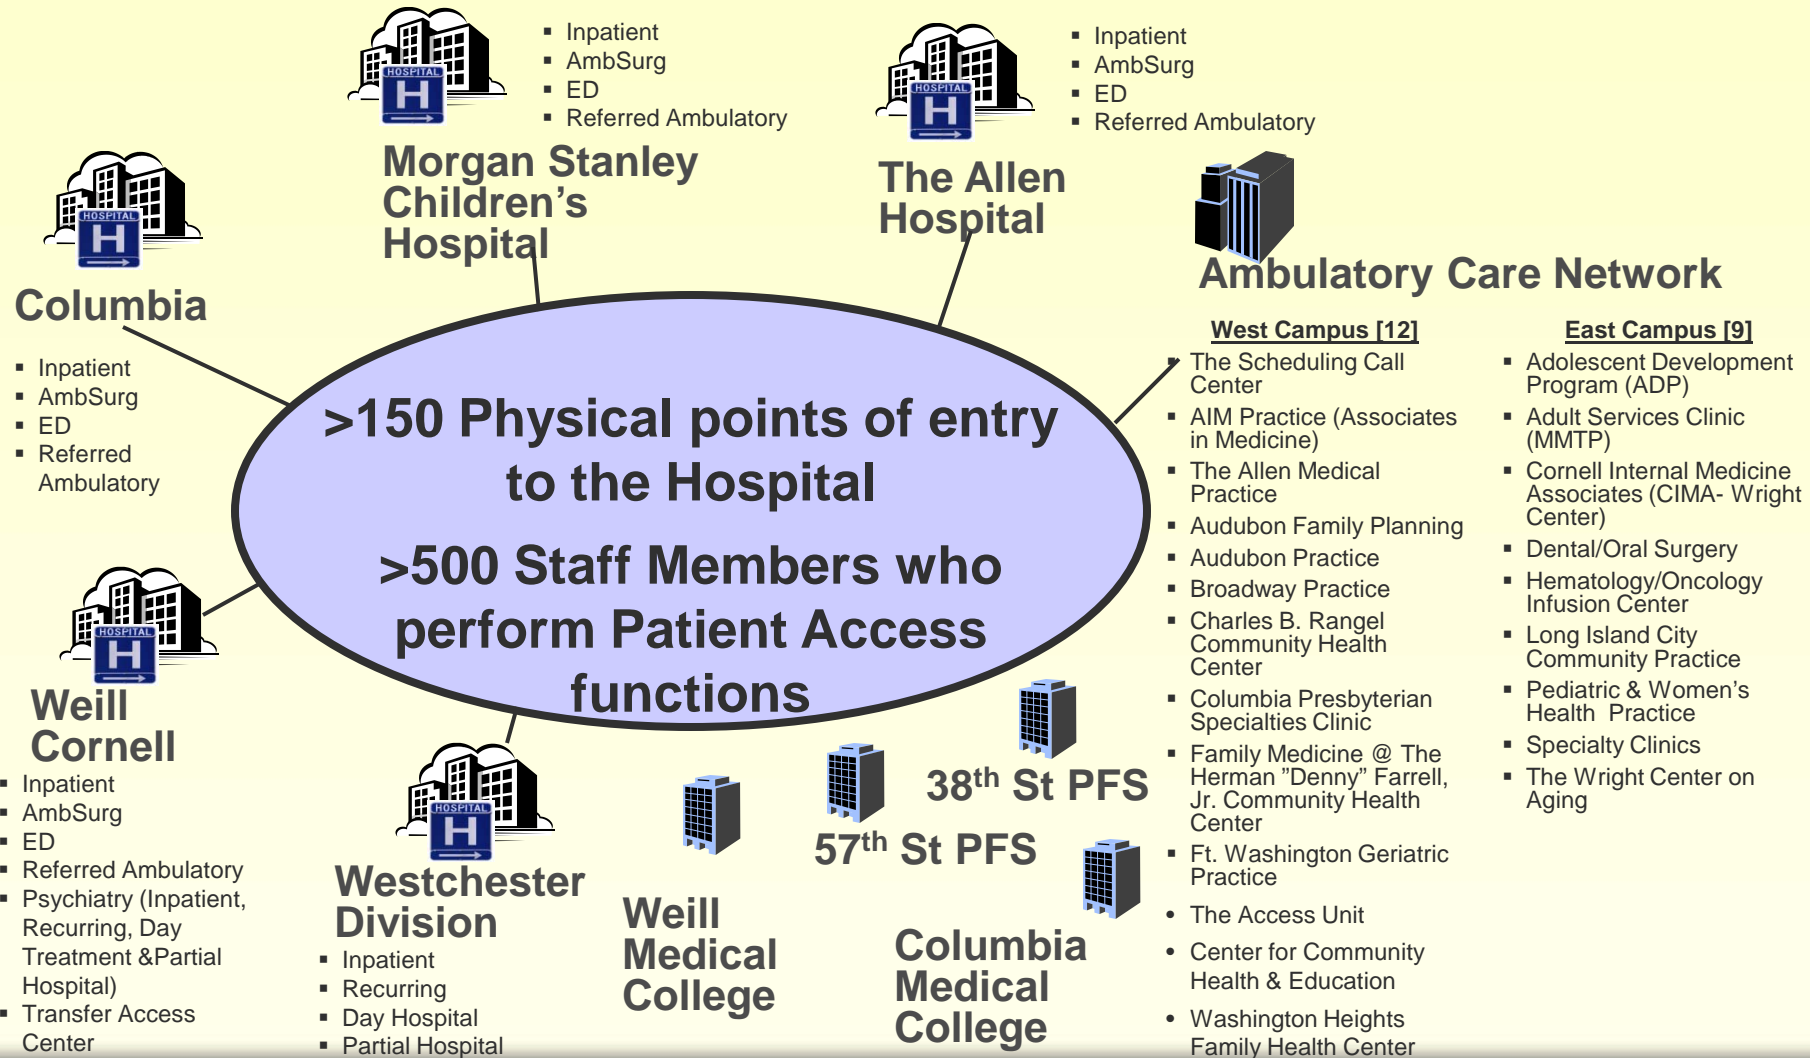 HOSPITAL
H
▪ Inpatient
▪ AmbSurg
▪ ED
▪ Referred Ambulatory
Morgan Stanley
Children’s
Hospital
HOSPITAL
H
▪ Inpatient
▪ AmbSurg
▪ ED
▪ Referred Ambulatory
The Allen
Hospital
HOSPITAL
H
Columbia
▪ Inpatient
▪ AmbSurg
▪ ED
▪ Referred
Ambulatory
>150 Physical points of entry
to the Hospital
>500 Staff Members who
perform Patient Access
functions
HOSPITAL
H
Weill
Cornell
▪ Inpatient
▪ AmbSurg
▪ ED
▪ Referred Ambulatory
▪ Psychiatry (Inpatient,
Recurring, Day
Treatment &Partial
Hospital)
▪ Transfer Access
Center
HOSPITAL
H
Westchester
Division
▪ Inpatient
▪ Recurring
▪ Day Hospital
▪ Partial Hospital
Weill
Medical
College
57th St PFS
38th St PFS
Columbia
Medical
College
Ambulatory Care Network
West Campus [12]
▪ The Scheduling Call
Center
▪ AIM Practice (Associates
in Medicine)
▪ The Allen Medical
Practice
▪ Audubon Family Planning
▪ Audubon Practice
▪ Broadway Practice
▪ Charles B. Rangel
Community Health
Center
▪ Columbia Presbyterian
Specialties Clinic
▪ Family Medicine @ The
Herman ”Denny” Farrell,
Jr. Community Health
Center
▪ Ft. Washington Geriatric
Practice
• The Access Unit
• Center for Community
Health & Education
• Washington Heights
Family Health Center
East Campus [9]
▪ Adolescent Development
Program (ADP)
▪ Adult Services Clinic
(MMTP)
▪ Cornell Internal Medicine
Associates (CIMA- Wright
Center)
▪ Dental/Oral Surgery
▪ Hematology/Oncology
Infusion Center
▪ Long Island City
Community Practice
▪ Pediatric & Women’s
Health Practice
▪ Specialty Clinics
▪ The Wright Center on
Aging